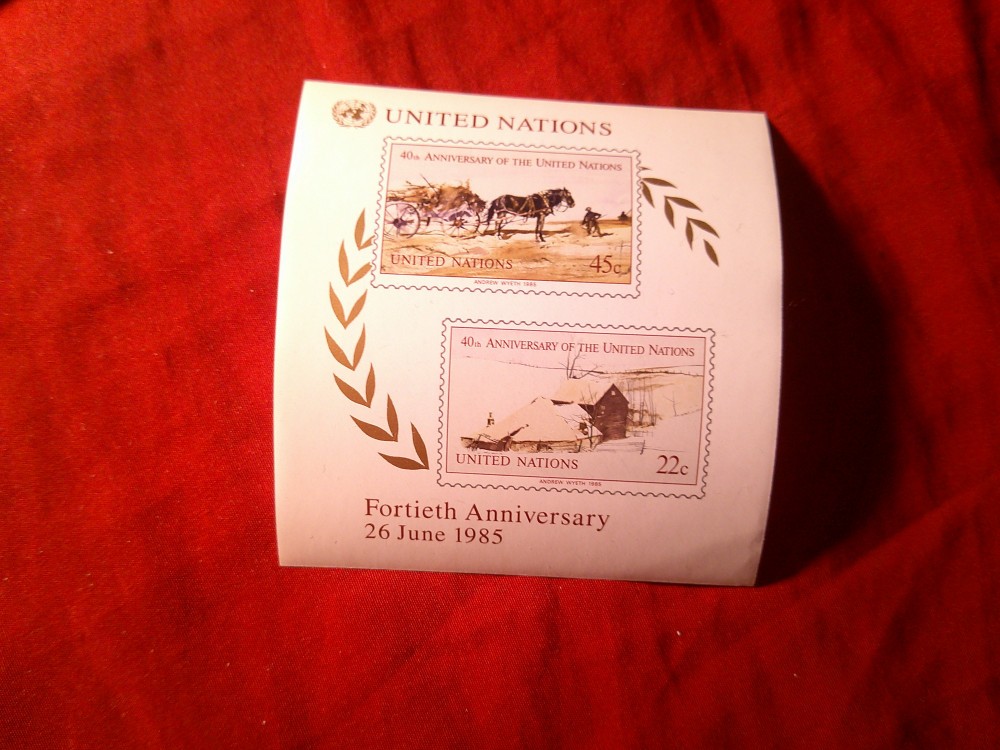 UNITED NATIONS
40th ANNIVERSARY OF THE UNITED NATIONS
UNITED NATIONS 45c
ANDREW WYETH 1985
40th ANNIVERSARY OF THE UNITED NATIONS
UNITED NATIONS 22c
ANDREW WYETH 1985
Fortieth Anniversary
26 June 1985